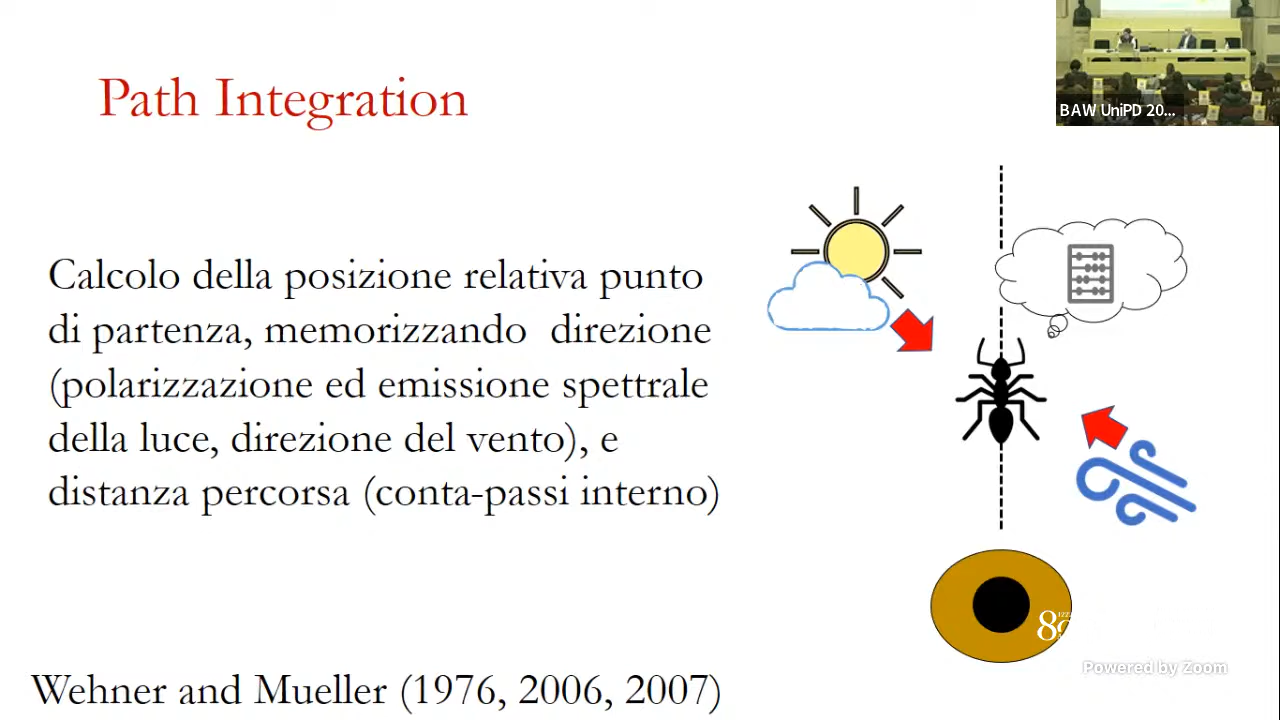 Path Integration
BAW UniPD 20...
Calcolo della posizione relativa punto
di partenza, memorizzando direzione
(polarizzazione ed emissione spettrale
della luce, direzione del vento), e
distanza percorsa (conta-passi interno)
Wehner and Mueller (1976, 2006, 2007)
Powered by Zoom